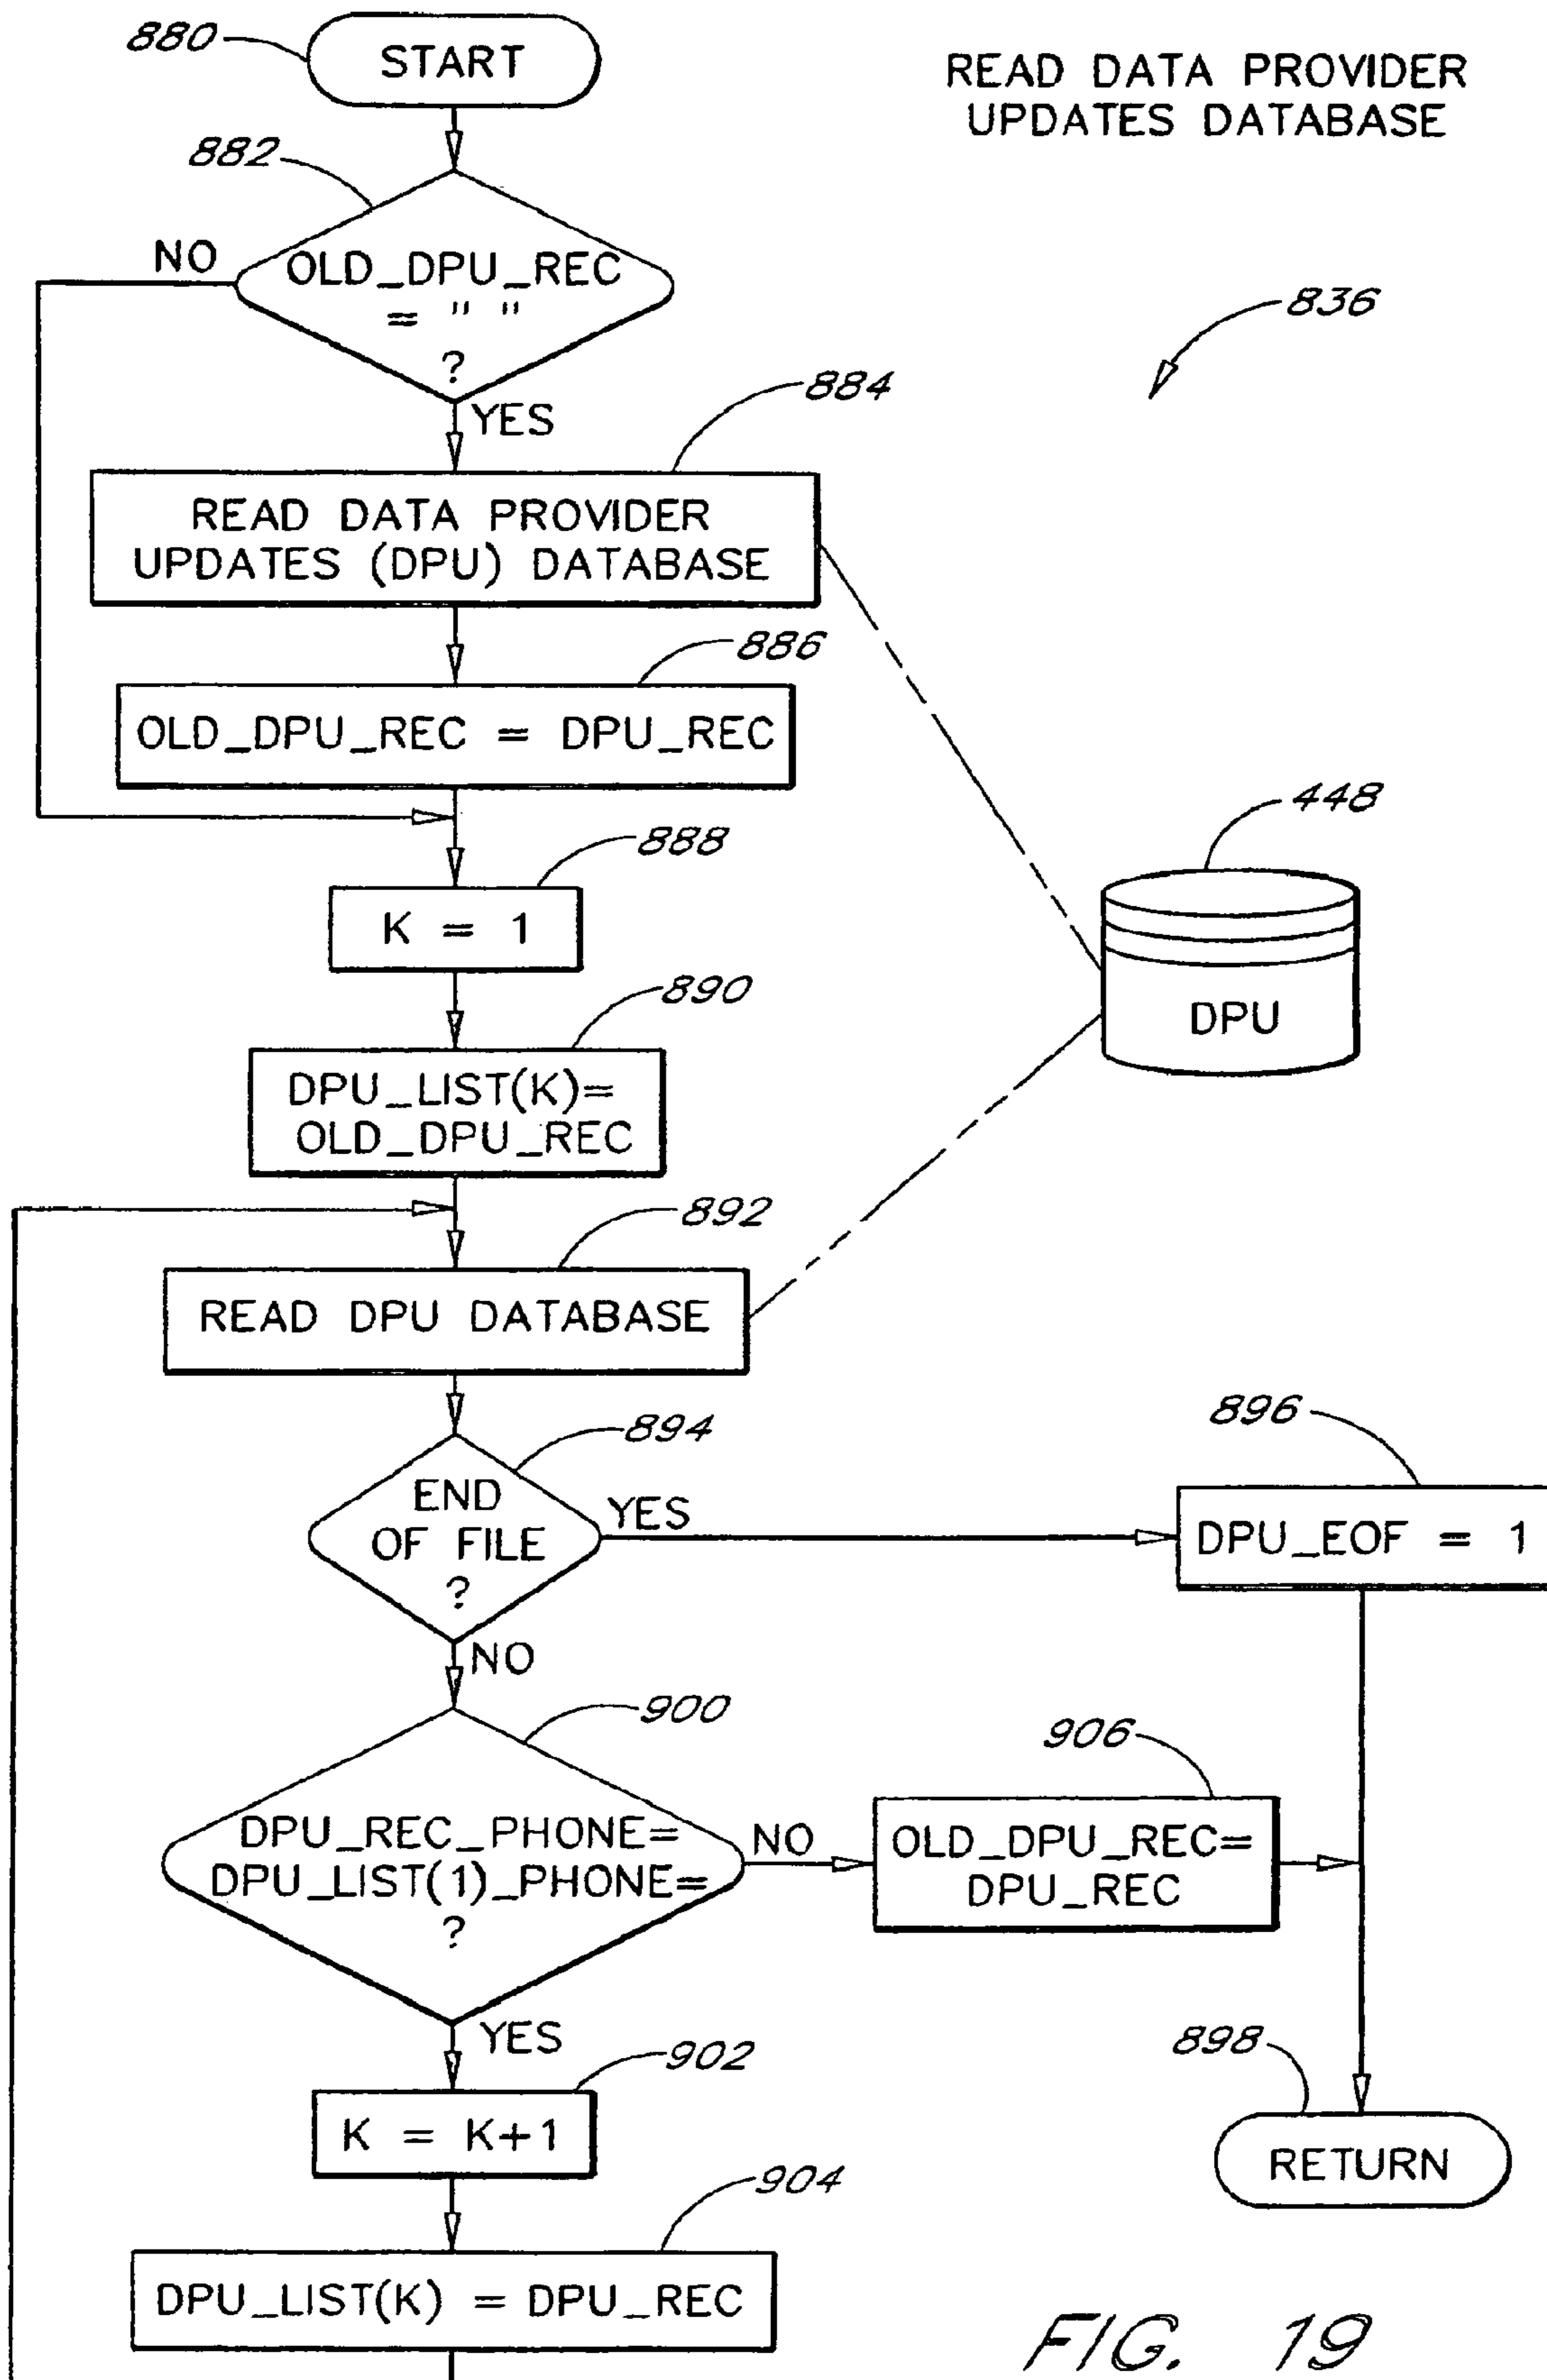 880
START
READ DATA PROVIDER
UPDATES DATABASE
882
NO
OLD_DPU_REC
= " "
?
836
YES
884
READ DATA PROVIDER
UPDATES (DPU) DATABASE
886
OLD_DPU_REC = DPU_REC
448
888
K = 1
DPU
890
DPU_LIST(K)=
OLD_DPU_REC
892
READ DPU DATABASE
894
896
END
OF FILE
?
YES
DPU_EOF = 1
NO
900
906
DPU_REC_PHONE=
DPU_LIST(1)_PHONE=
?
NO
OLD_DPU_REC=
DPU_REC
YES
898
902
K = K+1
RETURN
904
DPU_LIST(K) = DPU_REC
FIG. 19